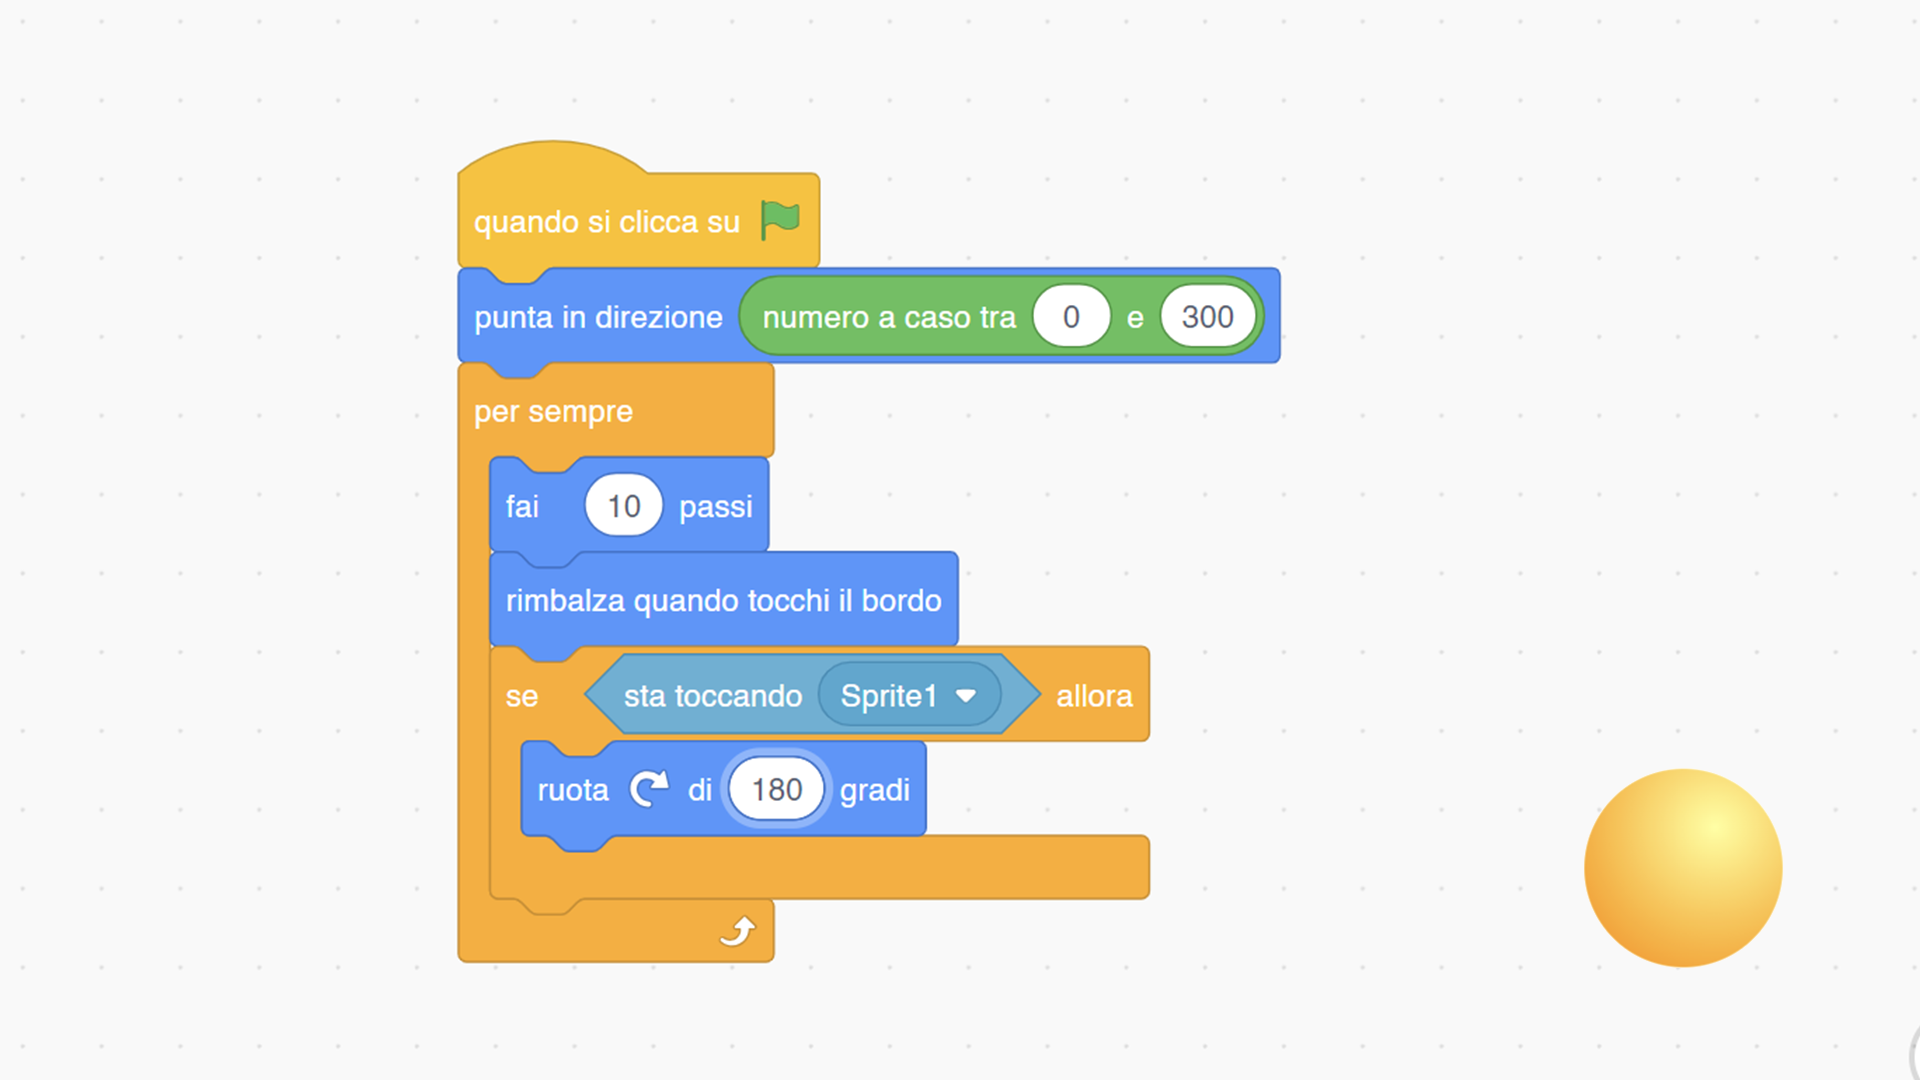 quando si clicca su
punta in direzione numero a caso tra 0 e 300
per sempre
fai 10 passi
rimbalza quando tocchi il bordo
se sta toccando Sprite1 allora
ruota di 180 gradi